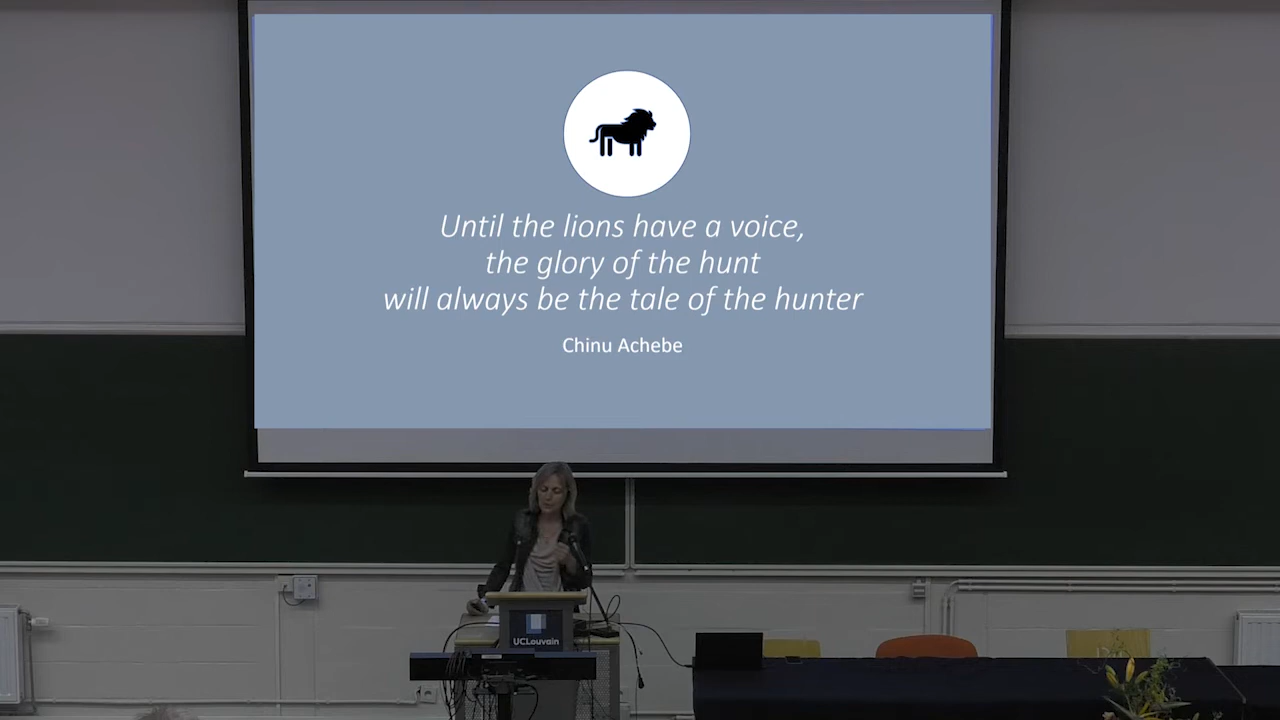 Until the lions have a voice,
the glory of the hunt
will always be the tale of the hunter
Chinu Achebe
UCLouvain